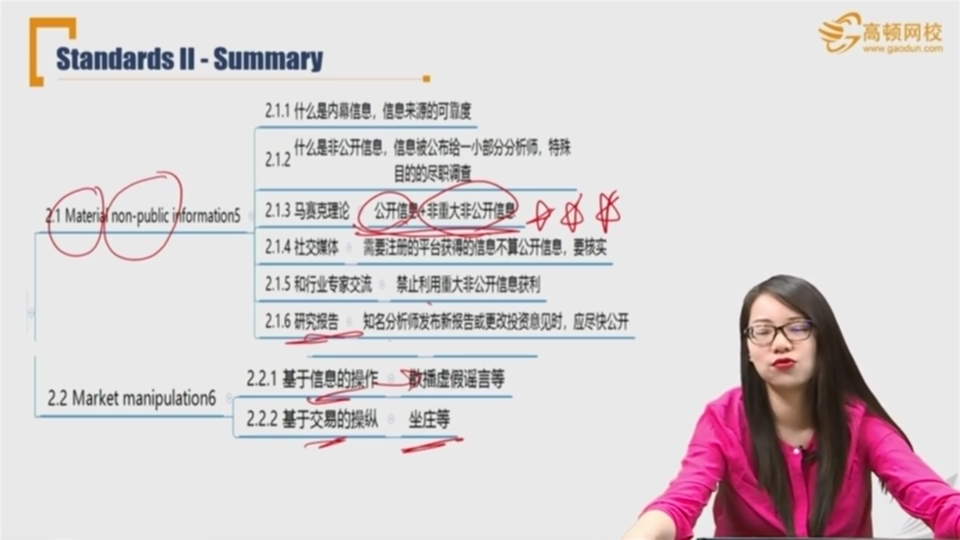 Standards II - Summary
高顿网校
www.gaodun.com
2.1 Material non-public information5
2.1.1 什么是内幕信息，信息来源的可靠度
2.1.2 什么是非公开信息，信息被公布给一小部分分析师，特殊
目的的尽职调查
2.1.3 马赛克理论 公开信息+非重大非公开信息
2.1.4 社交媒体 需要注册的平台获得的信息不算公开信息，要核实
2.1.5 和行业专家交流 禁止利用重大非公开信息获利
2.1.6 研究报告 知名分析师发布新报告或更改投资意见时，应尽快公开
2.2 Market manipulation6
2.2.1 基于信息的操作 散播虚假谣言等
2.2.2 基于交易的操纵 坐庄等